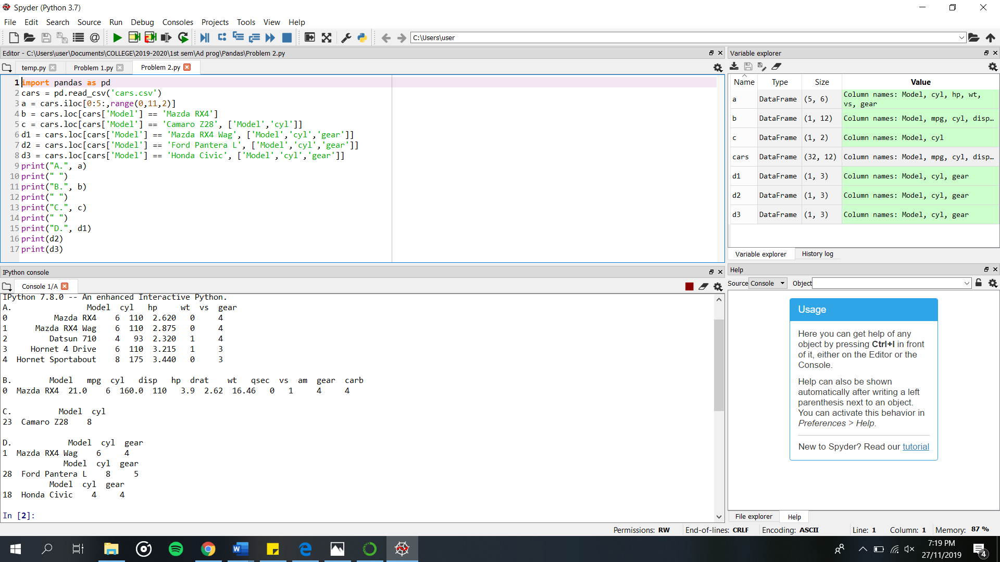 Spyder (Python 3.7)
File Edit Search Source Run Debug Consoles Projects Tools View Help
C:\Users\user
Editor - C:\Users\user\Documents\COLLEGE\2019-2020\1st sem\Ad prog\Pandas\Problem 2.py
temp.py Problem 1.py Problem 2.py
1 import pandas as pd
2 cars = pd.read_csv('cars.csv')
3 a = cars.iloc[0:5:,range(0,11,2)]
4 b = cars.loc[cars['Model'] == 'Mazda RX4']
5 c = cars.loc[cars['Model'] == 'Camaro Z28', ['Model','cyl']]
6 d1 = cars.loc[cars['Model'] == 'Mazda RX4 Wag', ['Model','cyl','gear']]
7 d2 = cars.loc[cars['Model'] == 'Ford Pantera L', ['Model','cyl','gear']]
8 d3 = cars.loc[cars['Model'] == 'Honda Civic', ['Model','cyl','gear']]
9 print("A.", a)
10 print(" ")
11 print("B.", b)
12 print(" ")
13 print("C.", c)
14 print(" ")
15 print("D.", d1)
16 print(d2)
17 print(d3)
IPython console
Console 1/A
IPython 7.8.0 -- An enhanced Interactive Python.
A. Model cyl hp wt vs gear
0 Mazda RX4 6 110 2.620 0 4
1 Mazda RX4 Wag 6 110 2.875 0 4
2 Datsun 710 4 93 2.320 1 4
3 Hornet 4 Drive 6 110 3.215 1 3
4 Hornet Sportabout 8 175 3.440 0 3
B. Model mpg cyl disp hp drat wt qsec vs am gear carb
0 Mazda RX4 21.0 6 160.0 110 3.9 2.62 16.46 0 1 4 4
C. Model cyl
23 Camaro Z28 8
D. Model cyl gear
1 Mazda RX4 Wag 6 4
Model cyl gear
28 Ford Pantera L 8 5
Model cyl gear
18 Honda Civic 4 4
In [2]:
Variable explorer
Name Type Size Value
a DataFrame (5, 6) Column names: Model, cyl, hp, wt,
vs, gear
b DataFrame (1, 12) Column names: Model, mpg, cyl, disp…
c DataFrame (1, 2) Column names: Model, cyl
cars DataFrame (32, 12) Column names: Model, mpg, cyl, disp…
d1 DataFrame (1, 3) Column names: Model, cyl, gear
d2 DataFrame (1, 3) Column names: Model, cyl, gear
d3 DataFrame (1, 3) Column names: Model, cyl, gear
Variable explorer History log
Help
Source Console Object
Usage
Here you can get help of any
object by pressing Ctrl+I in front
of it, either on the Editor or the
Console.
Help can also be shown
automatically after writing a left
parenthesis next to an object.
You can activate this behavior in
Preferences > Help.
New to Spyder? Read our tutorial
File explorer Help
Permissions: RW End-of-lines: CRLF Encoding: ASCII Line: 1 Column: 1 Memory: 87 %
7:19 PM
27/11/2019
4